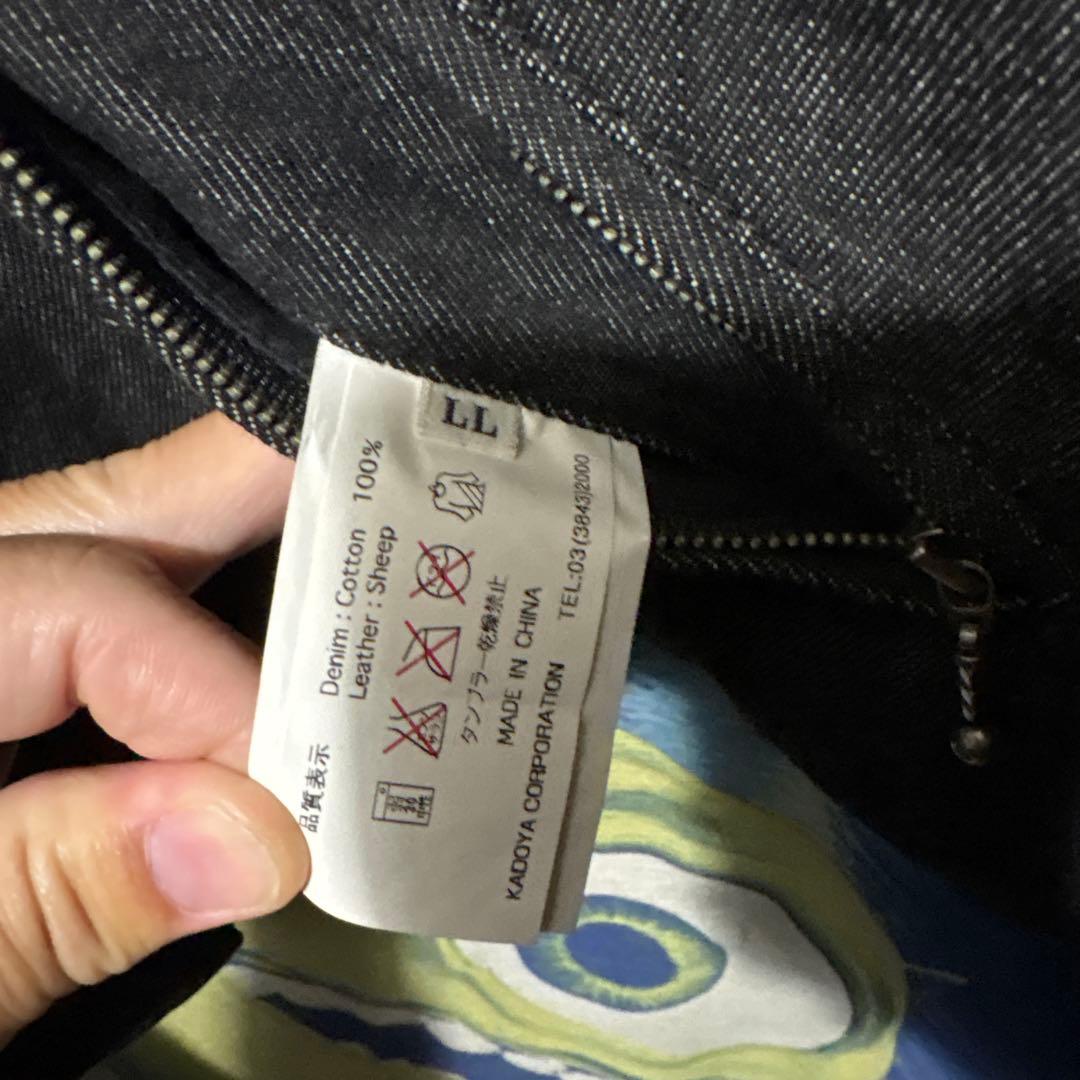 LL
品質表示
Denim : Cotton 100%
Leather : Sheep
タンブラー乾燥禁止
MADE IN CHINA
KADOYA CORPORATION TEL:03(3843)2000